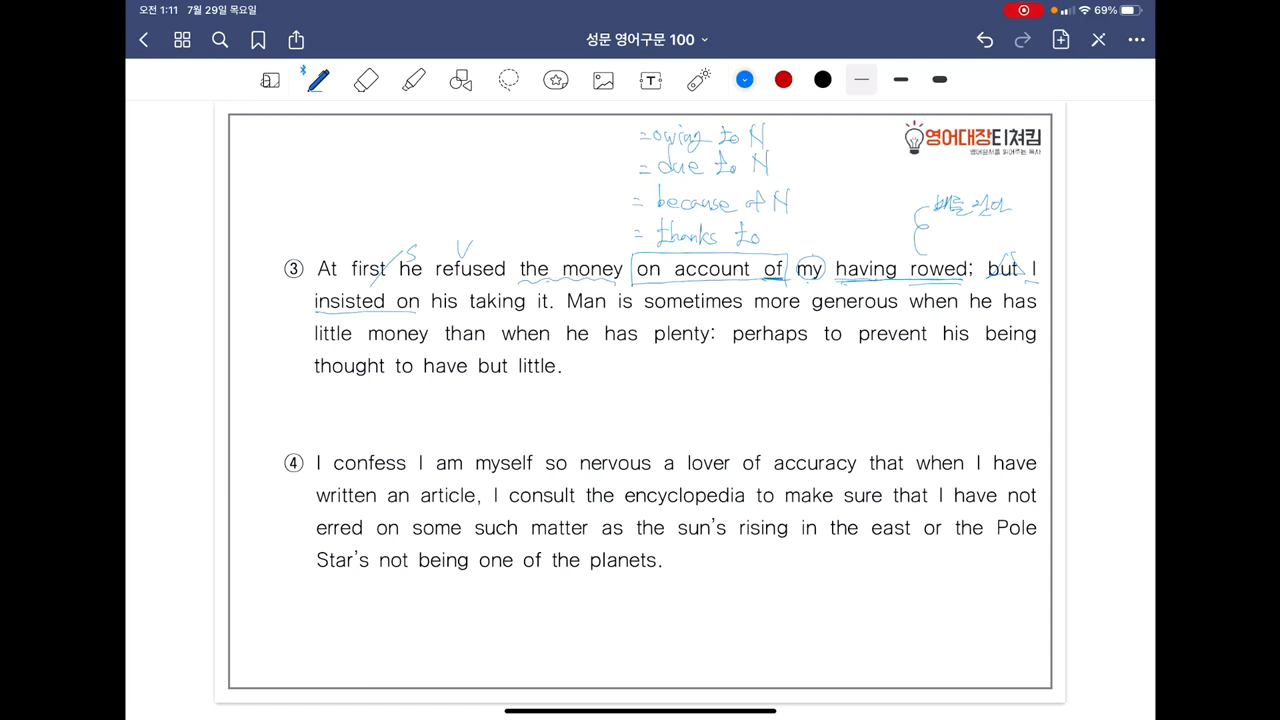 오전 1:11 7월 29일 목요일
69%
성문 영어구문 100
T
=owing to N
영어대장티쳐킴
=due to N
= because of N
= thanks to
S
V
③ At first he refused the money on account of my having rowed; but I
insisted on his taking it. Man is sometimes more generous when he has
little money than when he has plenty: perhaps to prevent his being
thought to have but little.
④ I confess I am myself so nervous a lover of accuracy that when I have
written an article, I consult the encyclopedia to make sure that I have not
erred on some such matter as the sun's rising in the east or the Pole
Star's not being one of the planets.